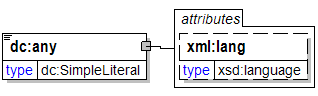 attributes
dc:any
type dc:SimpleLiteral
xml:lang
type xsd:language